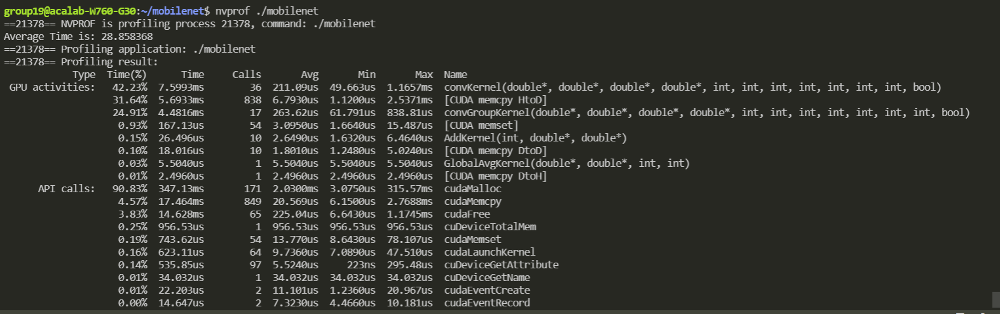 group19@acalab-W760-G30:~/mobilenet$ nvprof ./mobilenet
==21378== NVPROF is profiling process 21378, command: ./mobilenet
Average Time is: 28.858368
==21378== Profiling application: ./mobilenet
==21378== Profiling result:
Type Time(%) Time Calls Avg Min Max Name
GPU activities: 42.23% 7.5993ms 36 211.09us 49.663us 1.1657ms convKernel(double*, double*, double*, double*, int, int, int, int, int, int, int, bool)
31.64% 5.6933ms 838 6.7930us 1.1200us 2.5371ms [CUDA memcpy HtoD]
24.91% 4.4816ms 17 263.62us 61.791us 838.81us convGroupKernel(double*, double*, double*, double*, int, int, int, int, int, int, int, bool)
0.93% 167.13us 54 3.0950us 1.6640us 15.487us [CUDA memset]
0.15% 26.496us 10 2.6490us 1.6320us 6.4640us AddKernel(int, double*, double*)
0.10% 18.016us 10 1.8010us 1.2480us 5.0240us [CUDA memcpy DtoD]
0.03% 5.5040us 1 5.5040us 5.5040us 5.5040us GlobalAvgKernel(double*, double*, int, int)
0.01% 2.4960us 1 2.4960us 2.4960us 2.4960us [CUDA memcpy DtoH]
API calls: 90.83% 347.13ms 171 2.0300ms 3.0750us 315.57ms cudaMalloc
4.57% 17.464ms 849 20.569us 6.1500us 2.7688ms cudaMemcpy
3.83% 14.628ms 65 225.04us 6.6430us 1.1745ms cudaFree
0.25% 956.53us 1 956.53us 956.53us 956.53us cuDeviceTotalMem
0.19% 743.62us 54 13.770us 8.6430us 78.107us cudaMemset
0.16% 623.11us 64 9.7360us 7.0890us 47.510us cudaLaunchKernel
0.14% 535.85us 97 5.5240us 223ns 295.48us cuDeviceGetAttribute
0.01% 34.032us 1 34.032us 34.032us 34.032us cuDeviceGetName
0.01% 22.203us 2 11.101us 1.2360us 20.967us cudaEventCreate
0.00% 14.647us 2 7.3230us 4.4660us 10.181us cudaEventRecord